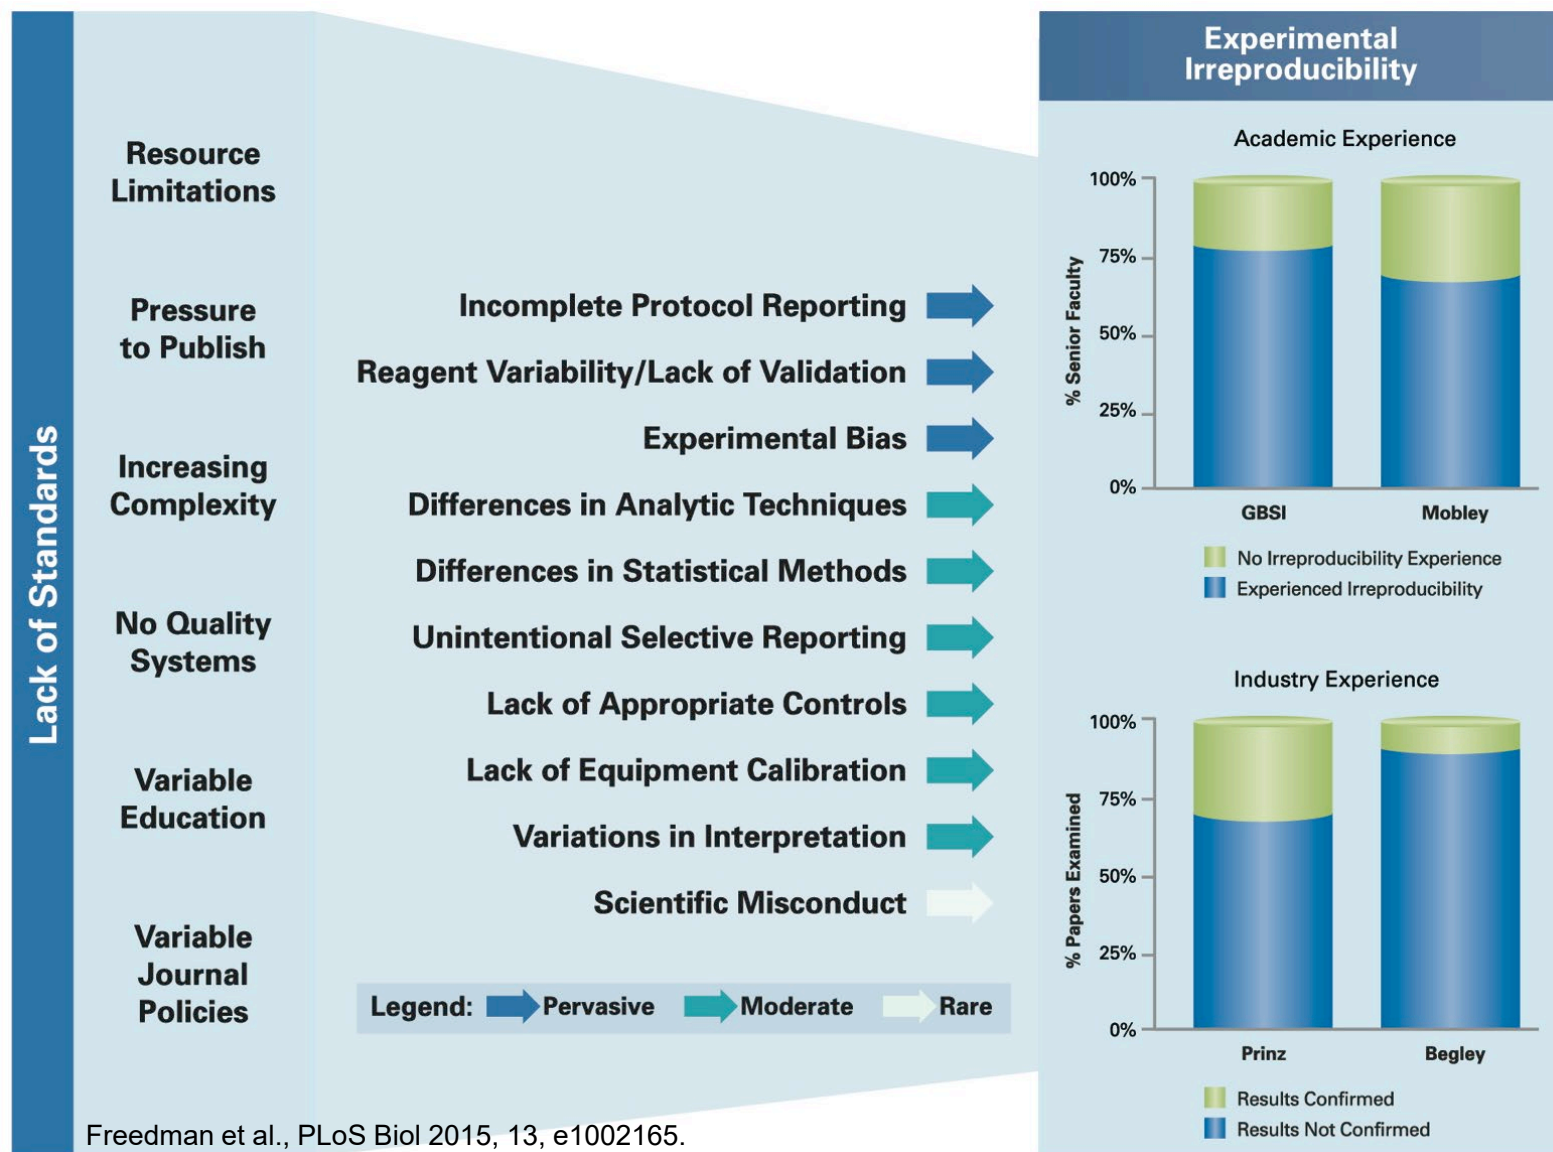 Lack of Standards
Resource
Limitations
Pressure
to Publish
Increasing
Complexity
No Quality
Systems
Variable
Education
Variable
Journal
Policies
Incomplete Protocol Reporting
Reagent Variability/Lack of Validation
Experimental Bias
Differences in Analytic Techniques
Differences in Statistical Methods
Unintentional Selective Reporting
Lack of Appropriate Controls
Lack of Equipment Calibration
Variations in Interpretation
Scientific Misconduct
Legend: Pervasive Moderate Rare
Freedman et al., PLoS Biol 2015, 13, e1002165.
Experimental
Irreproducibility
Academic Experience
% Senior Faculty
100%
75%
50%
25%
0%
GBSI Mobley
No Irreproducibility Experience
Experienced Irreproducibility
Industry Experience
% Papers Examined
100%
75%
50%
25%
0%
Prinz Begley
Results Confirmed
Results Not Confirmed